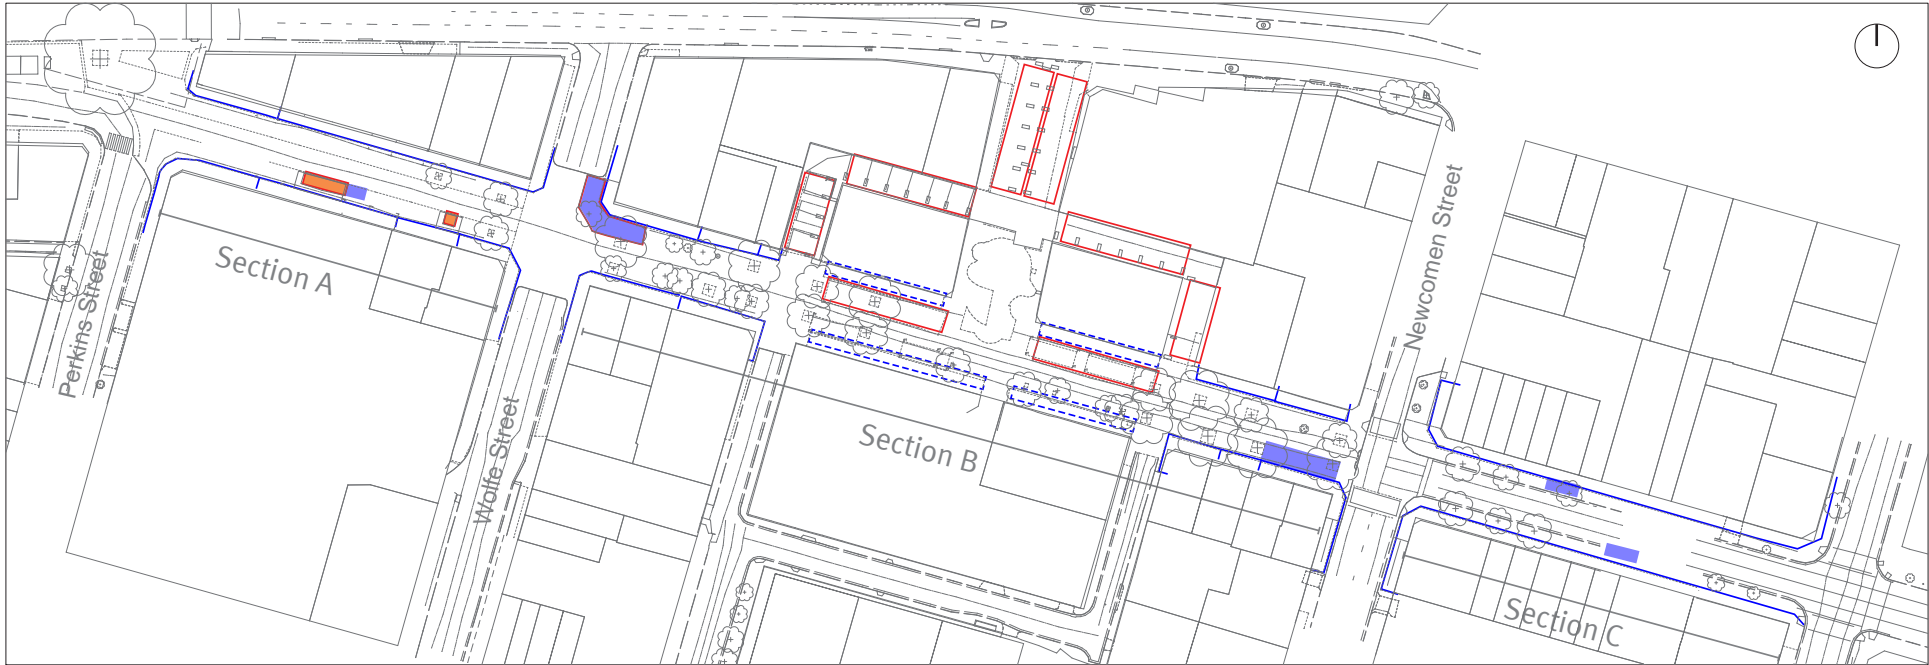 Section A
Perkins Street
Wolfe Street
Section B
Newcomen Street
Section C